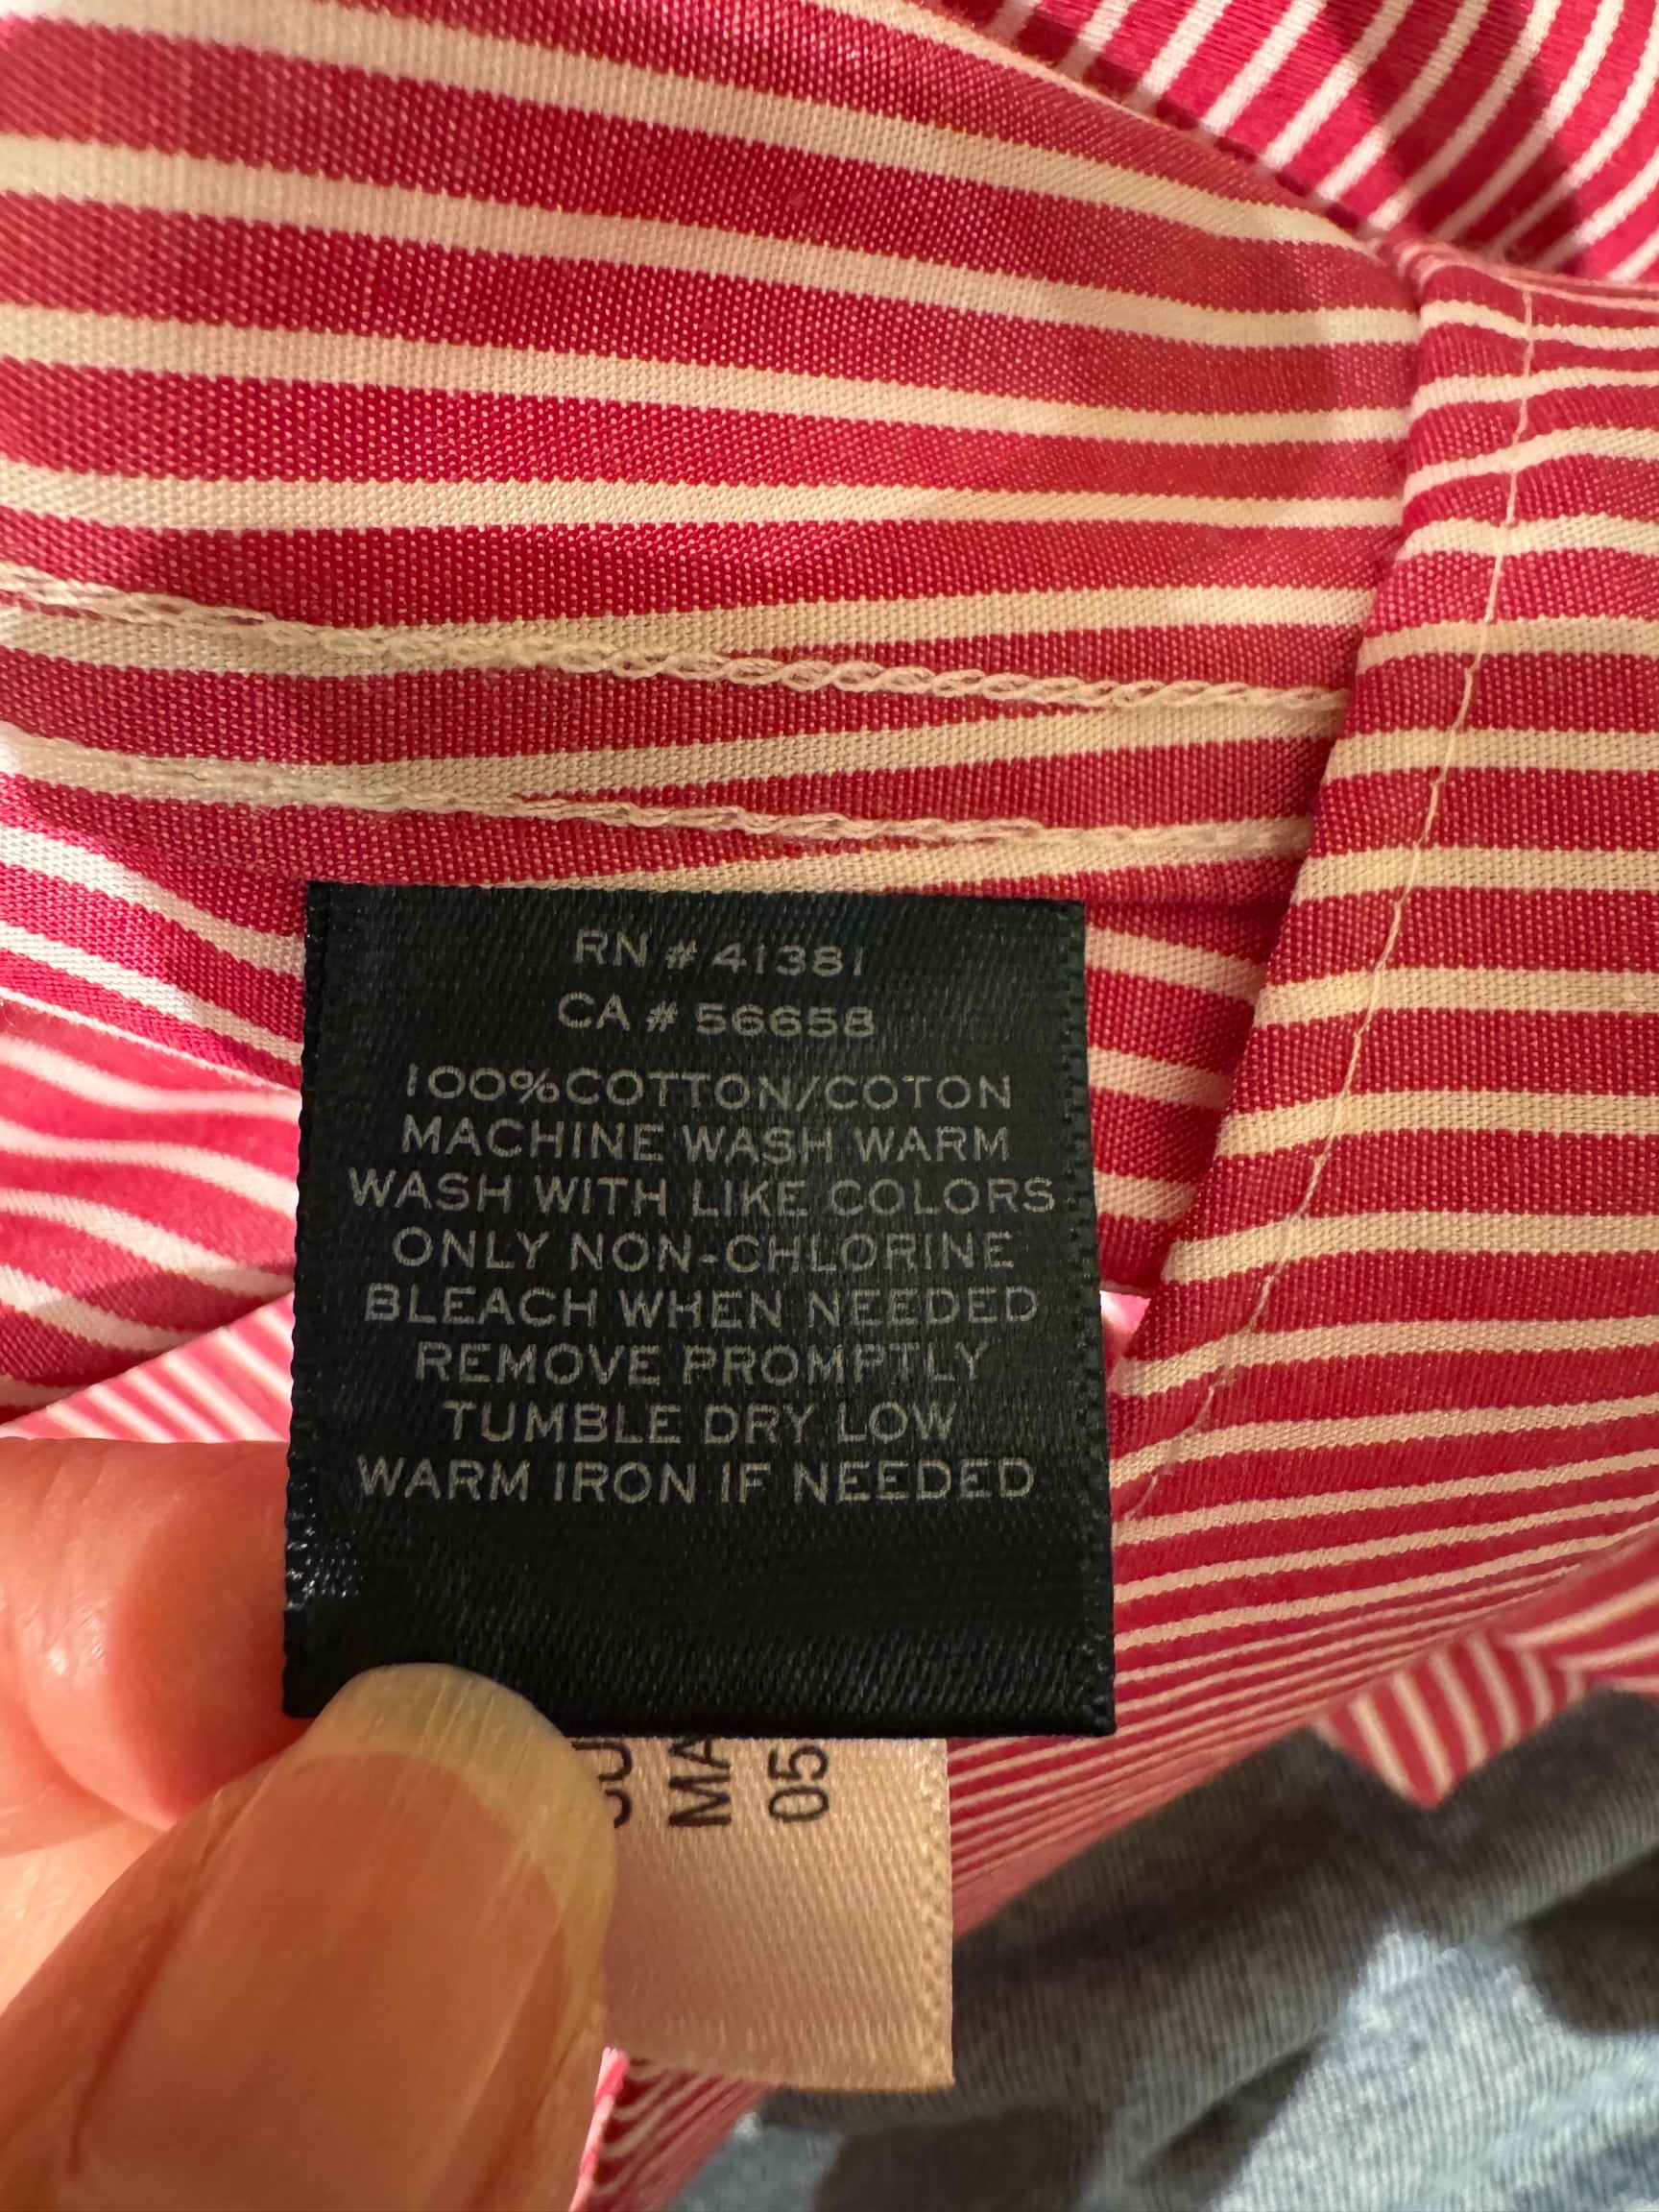 RN # 41381
CA # 56658
100%COTTON/COTON
MACHINE WASH WARM
WASH WITH LIKE COLORS
ONLY NON-CHLORINE
BLEACH WHEN NEEDED
REMOVE PROMPTLY
TUMBLE DRY LOW
WARM IRON IF NEEDED
MA
05